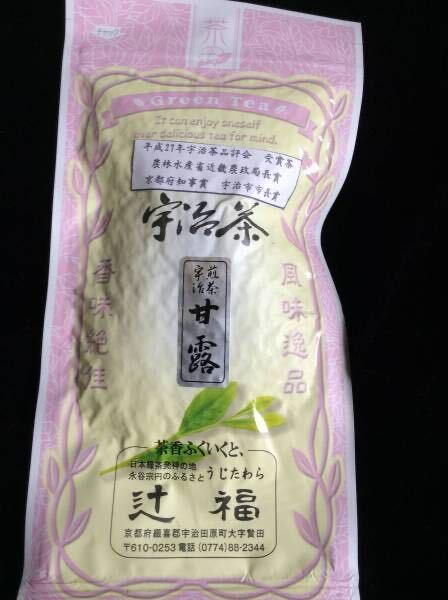 茶
Green Tea
It can enjoy oneself
over delicious tea for mind.
平成27年宇治茶品評会 受賞茶
農林水産省近畿農政局長賞
京都府知事賞 宇治市市長賞
宇治茶
香味絶佳
風味逸品
宇治煎茶
甘露
茶香ふくいくと、
日本緑茶発祥の地
永谷宗円のふるさと うじたわら
辻福
京都府綴喜郡宇治田原町大字贄田
〒610-0253 電話 (0774) 88-2344